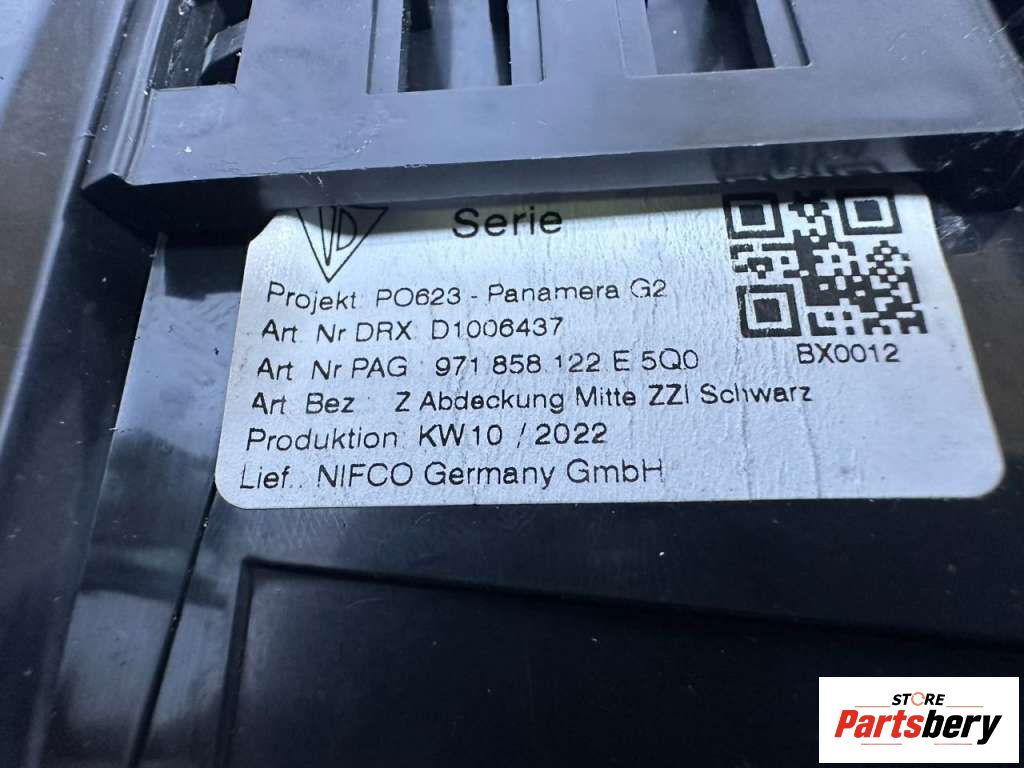 VD Serie
Projekt: PO623 - Panamera G2
Art. Nr DRX: D1006437
Art. Nr PAG : 971 858 122 E 5Q0
BX0012
Art. Bez. : Z Abdeckung Mitte ZZI Schwarz
Produktion: KW10 / 2022
Lief.: NIFCO Germany GmbH
STORE
Partsbery